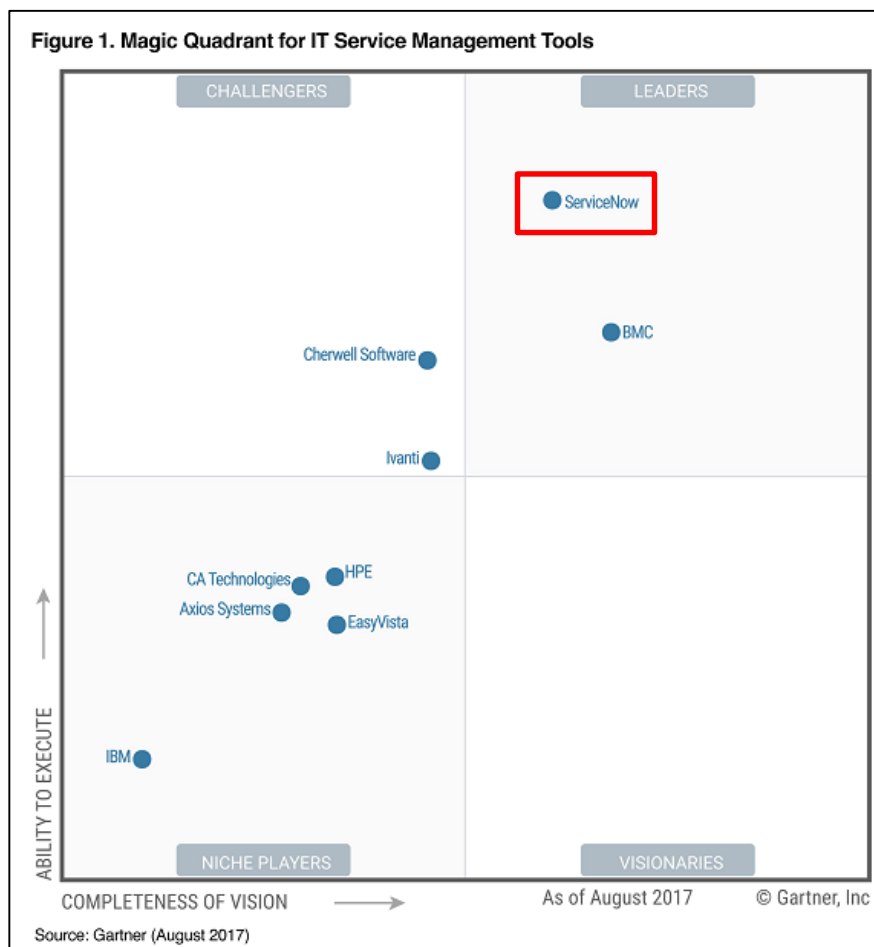 Figure 1. Magic Quadrant for IT Service Management Tools
CHALLENGERS
LEADERS
ServiceNow
BMC
Cherwell Software
Ivanti
CA Technologies
HPE
Axios Systems
EasyVista
IBM
NICHE PLAYERS
VISIONARIES
ABILITY TO EXECUTE
COMPLETENESS OF VISION
As of August 2017
© Gartner, Inc
Source: Gartner (August 2017)